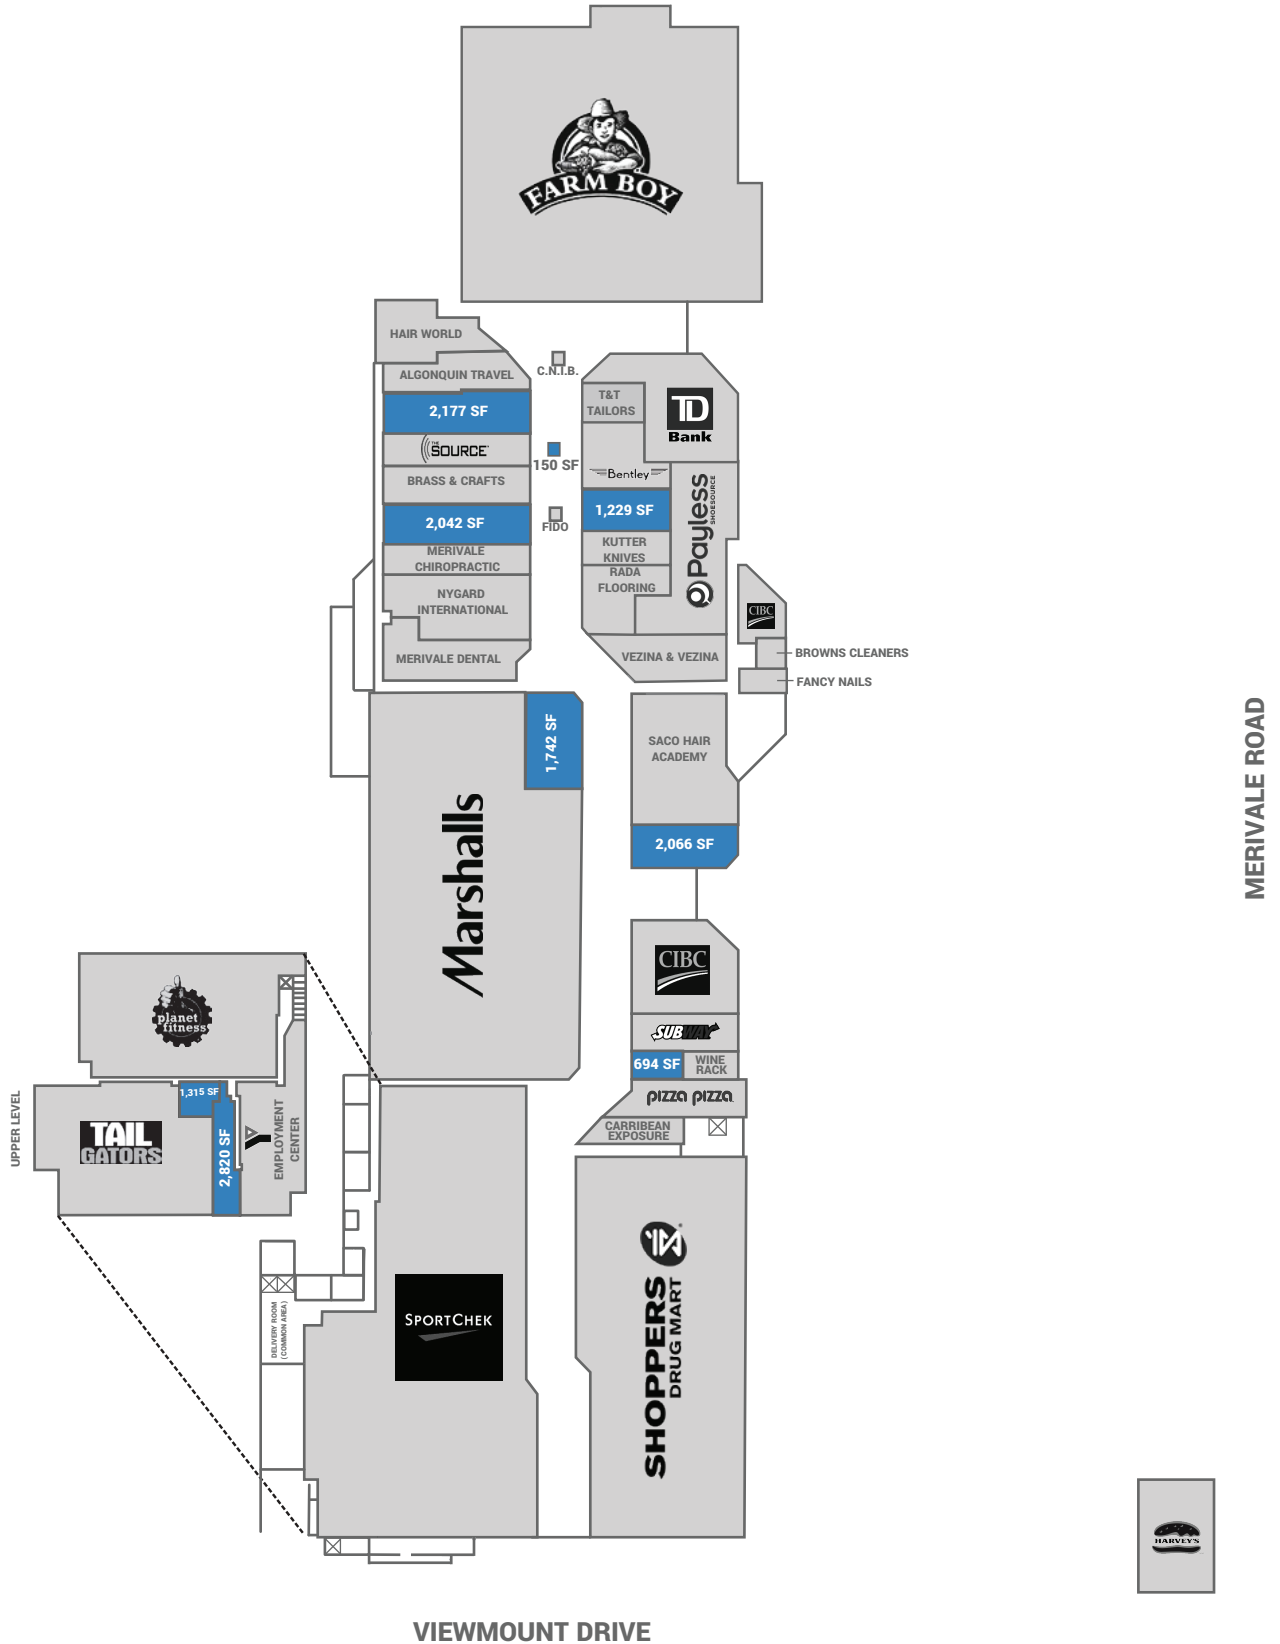 FARM BOY
HAIR WORLD
C.N.I.B.
ALGONQUIN TRAVEL
T&T
TAILORS
TD
Bank
2,177 SF
THE
SOURCE
150 SF
Bentley
BRASS & CRAFTS
Payless
SHOESOURCE
1,229 SF
2,042 SF
FIDO
KUTTER
KNIVES
MERIVALE
CHIROPRACTIC
RADA
FLOORING
NYGARD
INTERNATIONAL
CIBC
MERIVALE DENTAL
VEZINA & VEZINA
BROWNS CLEANERS
FANCY NAILS
1,742 SF
SACO HAIR
ACADEMY
MERIVALE ROAD
Marshalls
2,066 SF
CIBC
planet
fitness
SUBWAY
694 SF
WINE
RACK
pizza pizza
CARRIBEAN
EXPOSURE
UPPER LEVEL
1,315 SF
TAIL
GATORS
2,820 SF
EMPLOYMENT
CENTER
DELIVERY ROOM
(COMMON AREA)
SPORTCHEK
SHOPPERS
DRUG MART
HARVEY'S
VIEWMOUNT DRIVE